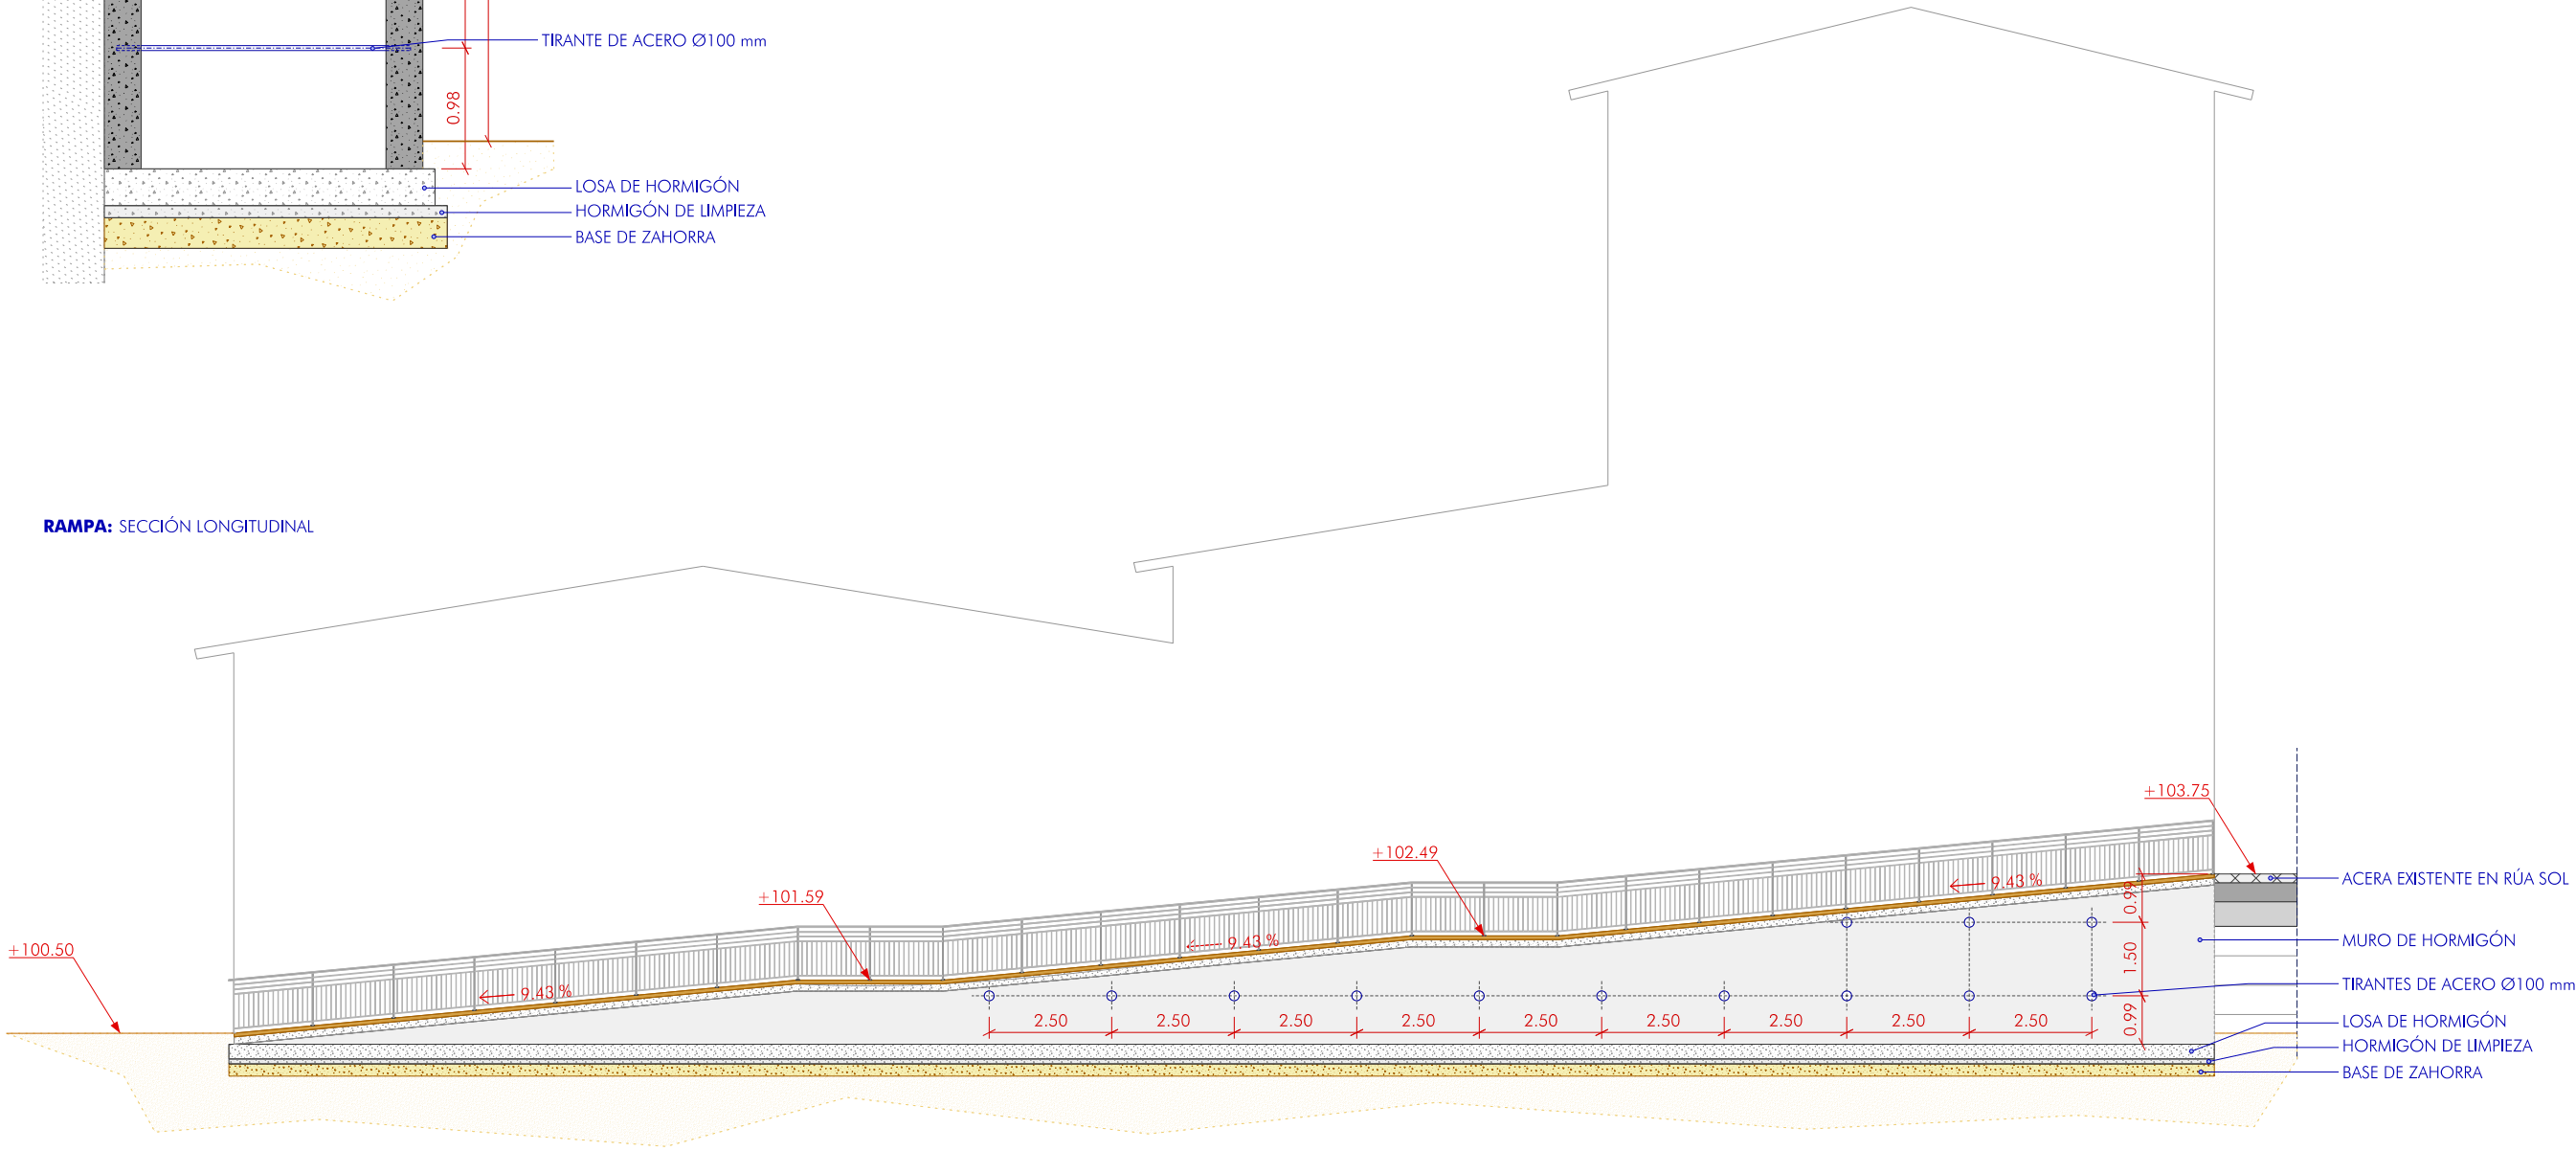 TIRANTE DE ACERO Ø100 mm
0.98
LOSA DE HORMIGÓN
HORMIGÓN DE LIMPIEZA
BASE DE ZAHORRA
RAMPA: SECCIÓN LONGITUDINAL
+103.75
+102.49
+101.59
+100.50
9.43 %
9.43 %
9.43 %
0.99
1.50
0.99
2.50 2.50 2.50 2.50 2.50 2.50 2.50 2.50 2.50
ACERA EXISTENTE EN RÚA SOL
MURO DE HORMIGÓN
TIRANTES DE ACERO Ø100 mm
LOSA DE HORMIGÓN
HORMIGÓN DE LIMPIEZA
BASE DE ZAHORRA